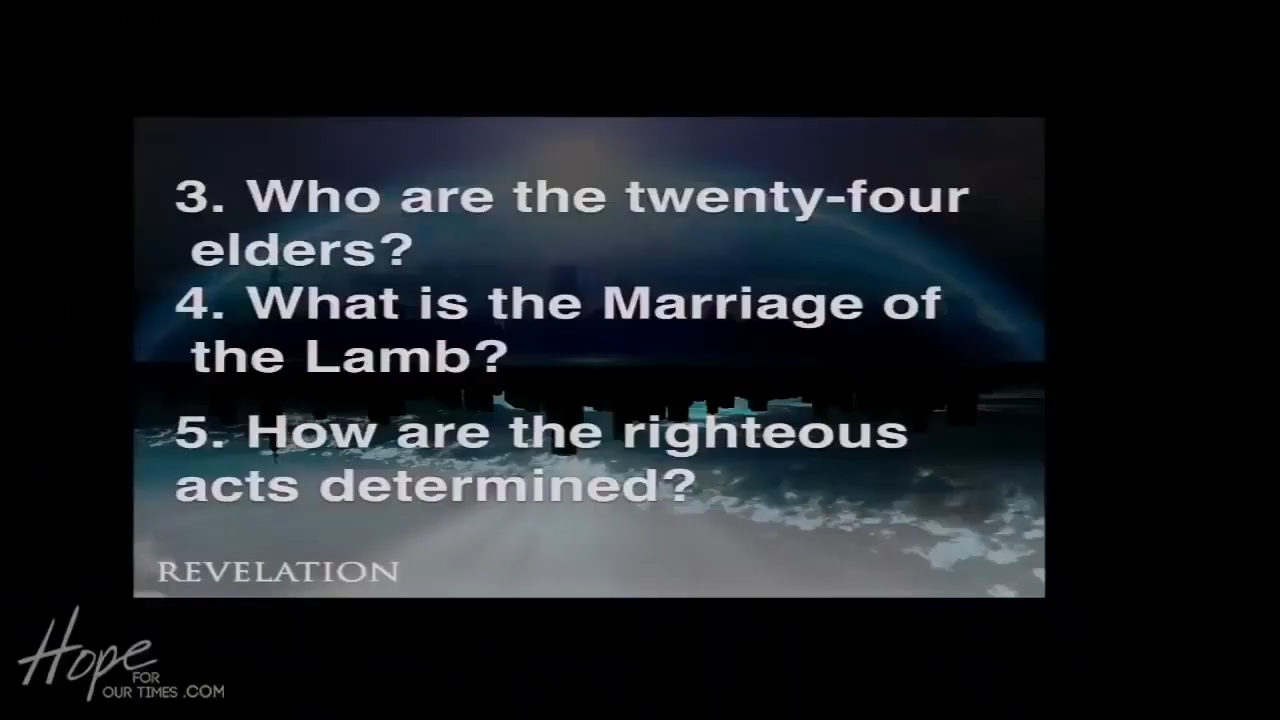 3. Who are the twenty-four
elders?
4. What is the Marriage of
the Lamb?
5. How are the righteous
acts determined?
REVELATION
Hope
FOR
OUR TIMES .COM